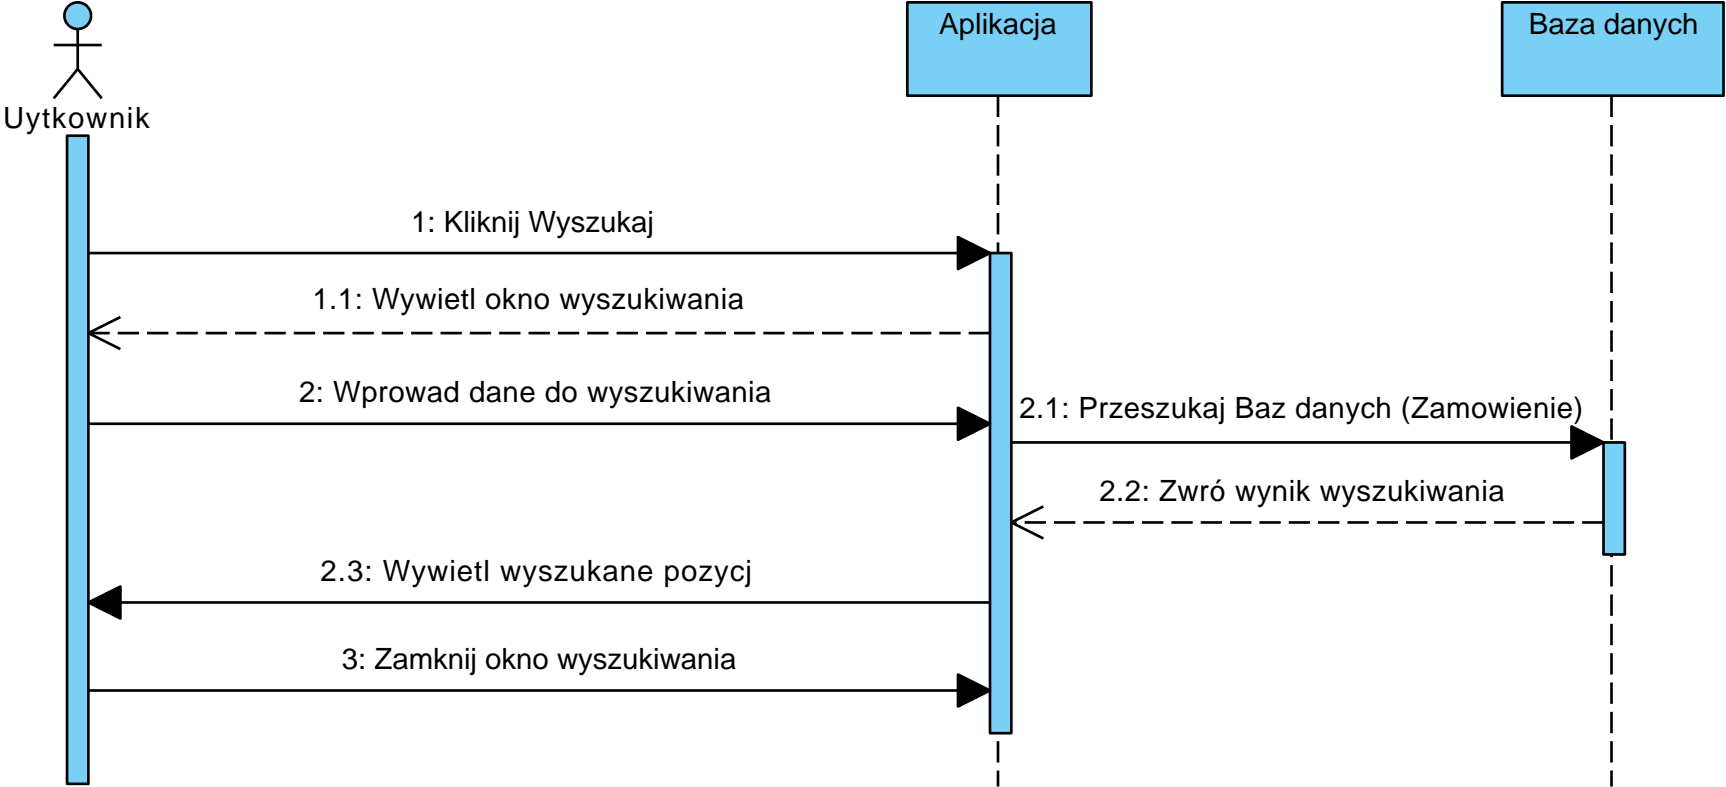 Aplikacja
Baza danych
Uytkownik
1: Kliknij Wyszukaj
1.1: Wywietl okno wyszukiwania
2: Wprowad dane do wyszukiwania
2.1: Przeszukaj Baz danych (Zamowienie)
2.2: Zwró wynik wyszukiwania
2.3: Wywietl wyszukane pozycj
3: Zamknij okno wyszukiwania